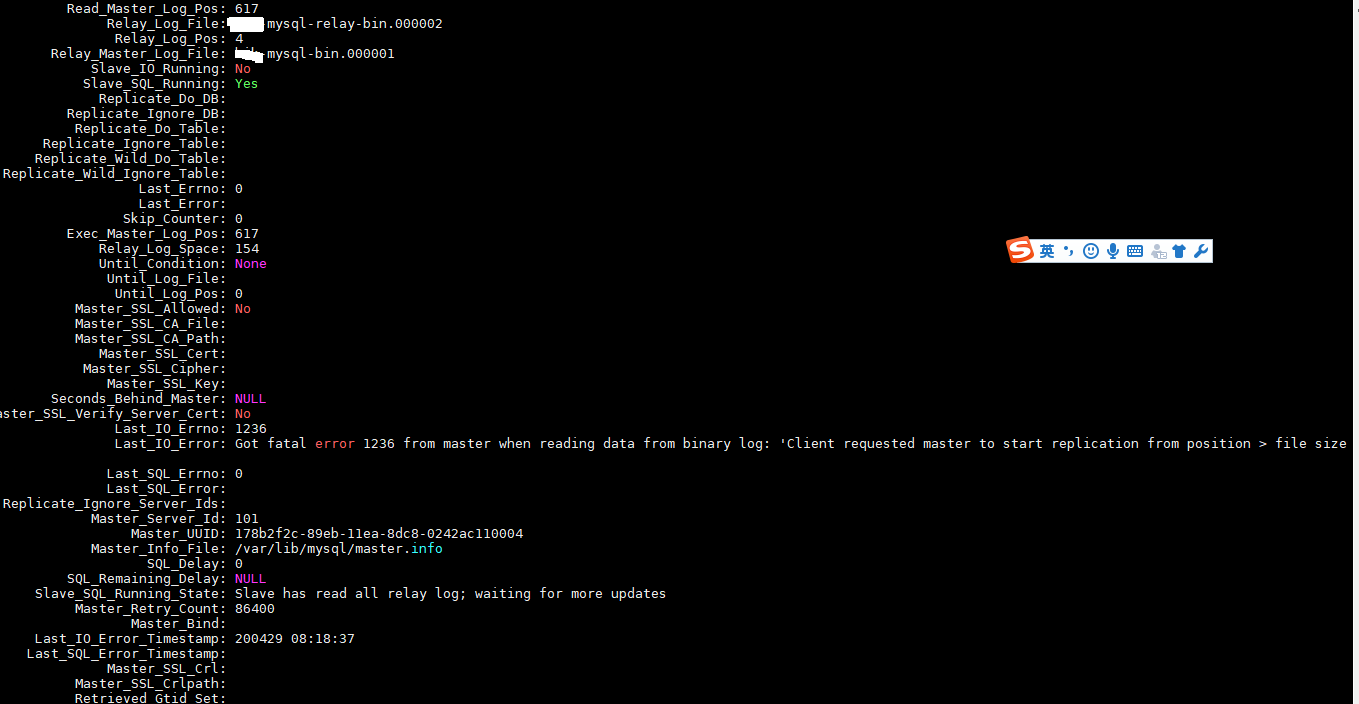 Read_Master_Log_Pos: 617
Relay_Log_File: -mysql-relay-bin.000002
Relay_Log_Pos: 4
Relay_Master_Log_File: -mysql-bin.000001
Slave_IO_Running: No
Slave_SQL_Running: Yes
Replicate_Do_DB:
Replicate_Ignore_DB:
Replicate_Do_Table:
Replicate_Ignore_Table:
Replicate_Wild_Do_Table:
Replicate_Wild_Ignore_Table:
Last_Errno: 0
Last_Error:
Skip_Counter: 0
Exec_Master_Log_Pos: 617
Relay_Log_Space: 154
Until_Condition: None
Until_Log_File:
Until_Log_Pos: 0
Master_SSL_Allowed: No
Master_SSL_CA_File:
Master_SSL_CA_Path:
Master_SSL_Cert:
Master_SSL_Cipher:
Master_SSL_Key:
Seconds_Behind_Master: NULL
aster_SSL_Verify_Server_Cert: No
Last_IO_Errno: 1236
Last_IO_Error: Got fatal error 1236 from master when reading data from binary log: 'Client requested master to start replication from position > file size
Last_SQL_Errno: 0
Last_SQL_Error:
Replicate_Ignore_Server_Ids:
Master_Server_Id: 101
Master_UUID: 178b2f2c-89eb-11ea-8dc8-0242ac110004
Master_Info_File: /var/lib/mysql/master.info
SQL_Delay: 0
SQL_Remaining_Delay: NULL
Slave_SQL_Running_State: Slave has read all relay log; waiting for more updates
Master_Retry_Count: 86400
Master_Bind:
Last_IO_Error_Timestamp: 200429 08:18:37
Last_SQL_Error_Timestamp:
Master_SSL_Crl:
Master_SSL_Crlpath:
Retrieved_Gtid_Set:
S 英